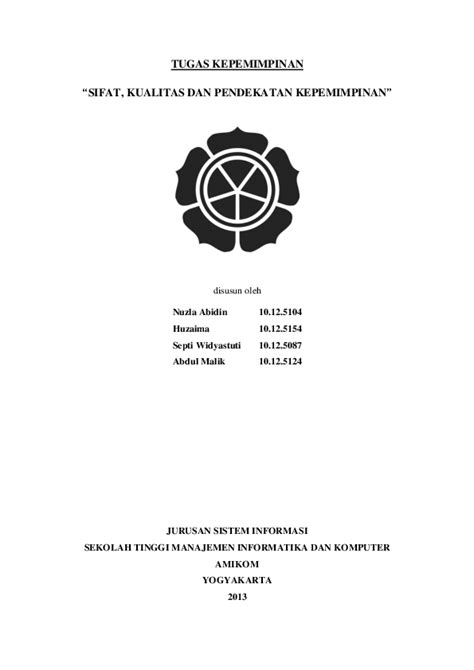 TUGAS KEPEMIMPINAN
“SIFAT, KUALITAS DAN PENDEKATAN KEPEMIMPINAN”
disusun oleh
Nuzla Abidin 10.12.5104
Huzaima 10.12.5154
Septi Widyastuti 10.12.5087
Abdul Malik 10.12.5124
JURUSAN SISTEM INFORMASI
SEKOLAH TINGGI MANAJEMEN INFORMATIKA DAN KOMPUTER
AMIKOM
YOGYAKARTA
2013